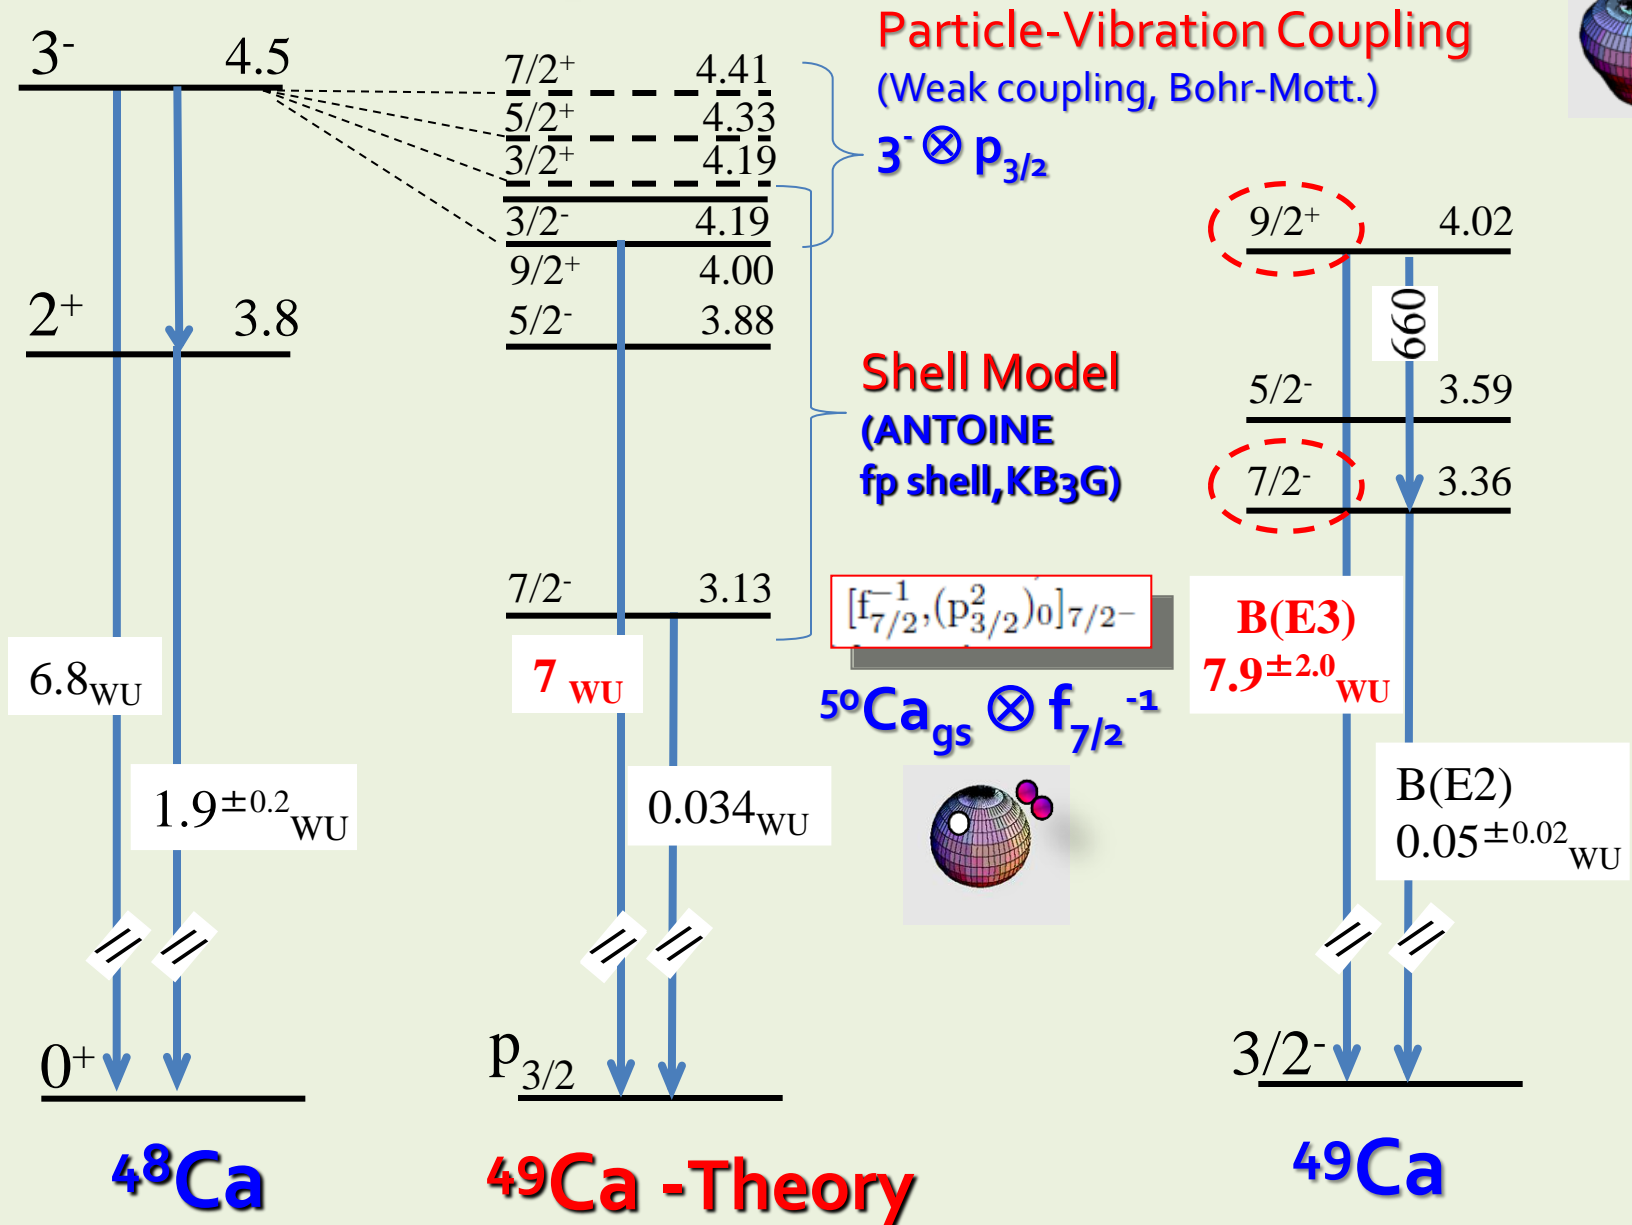 3⁻ 4.5
2⁺ 3.8
6.8WU
1.9±0.2WU
0⁺
⁴⁸Ca
7/2⁺ 4.41
5/2⁺ 4.33
3/2⁺ 4.19
3/2⁻ 4.19
9/2⁺ 4.00
5/2⁻ 3.88
7/2⁻ 3.13
7 WU
0.034WU
p3/2
⁴⁹Ca -Theory
Particle-Vibration Coupling
(Weak coupling, Bohr-Mott.)
3⁻ ⊗ p3/2
Shell Model
(ANTOINE
fp shell,KB3G)
[f⁻¹7/2,(p²3/2)0]7/2⁻
⁵⁰Cags ⊗ f7/2⁻¹
9/2⁺ 4.02
660
5/2⁻ 3.59
7/2⁻ 3.36
B(E3)
7.9±2.0WU
B(E2)
0.05±0.02WU
3/2⁻
⁴⁹Ca